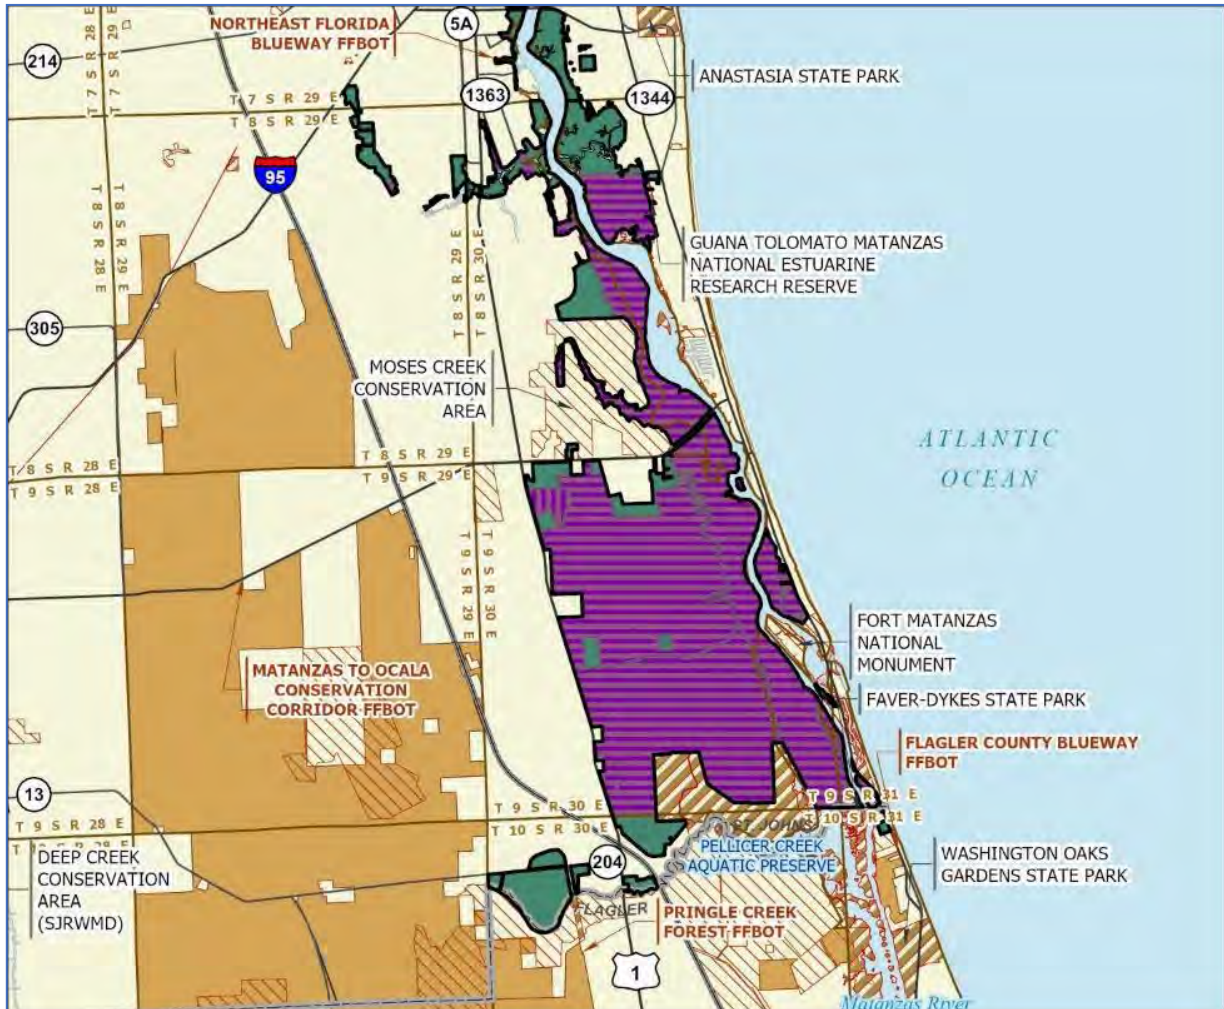 NORTHEAST FLORIDA
BLUEWAY FFBOT
5A
214
T 7 S R 28 E
T 7 S R 29 E
ANASTASIA STATE PARK
1363
1344
T 7 S R 29 E
T 8 S R 29 E
95
T 8 S R 28 E
T 8 S R 29 E
T 8 S R 29 E
T 8 S R 30 E
GUANA TOLOMATO MATANZAS
NATIONAL ESTUARINE
RESEARCH RESERVE
305
MOSES CREEK
CONSERVATION
AREA
ATLANTIC
OCEAN
T 8 S R 28 E
T 9 S R 28 E
T 8 S R 29 E
T 9 S R 29 E
T 9 S R 29 E
T 9 S R 30 E
FORT MATANZAS
NATIONAL
MONUMENT
MATANZAS TO OCALA
CONSERVATION
CORRIDOR FFBOT
FAVER-DYKES STATE PARK
FLAGLER COUNTY BLUEWAY
FFBOT
13
T 9 S R 28 E
T 9 S R 30 E
T 10 S R 30 E
T 9 S R 31 E
T 10 S R 31 E
ST JOHNS
PELLICER CREEK
AQUATIC PRESERVE
DEEP CREEK
CONSERVATION
AREA
(SJRWMD)
204
WASHINGTON OAKS
GARDENS STATE PARK
FLAGLER
PRINGLE CREEK
FOREST FFBOT
1
Matanzas River